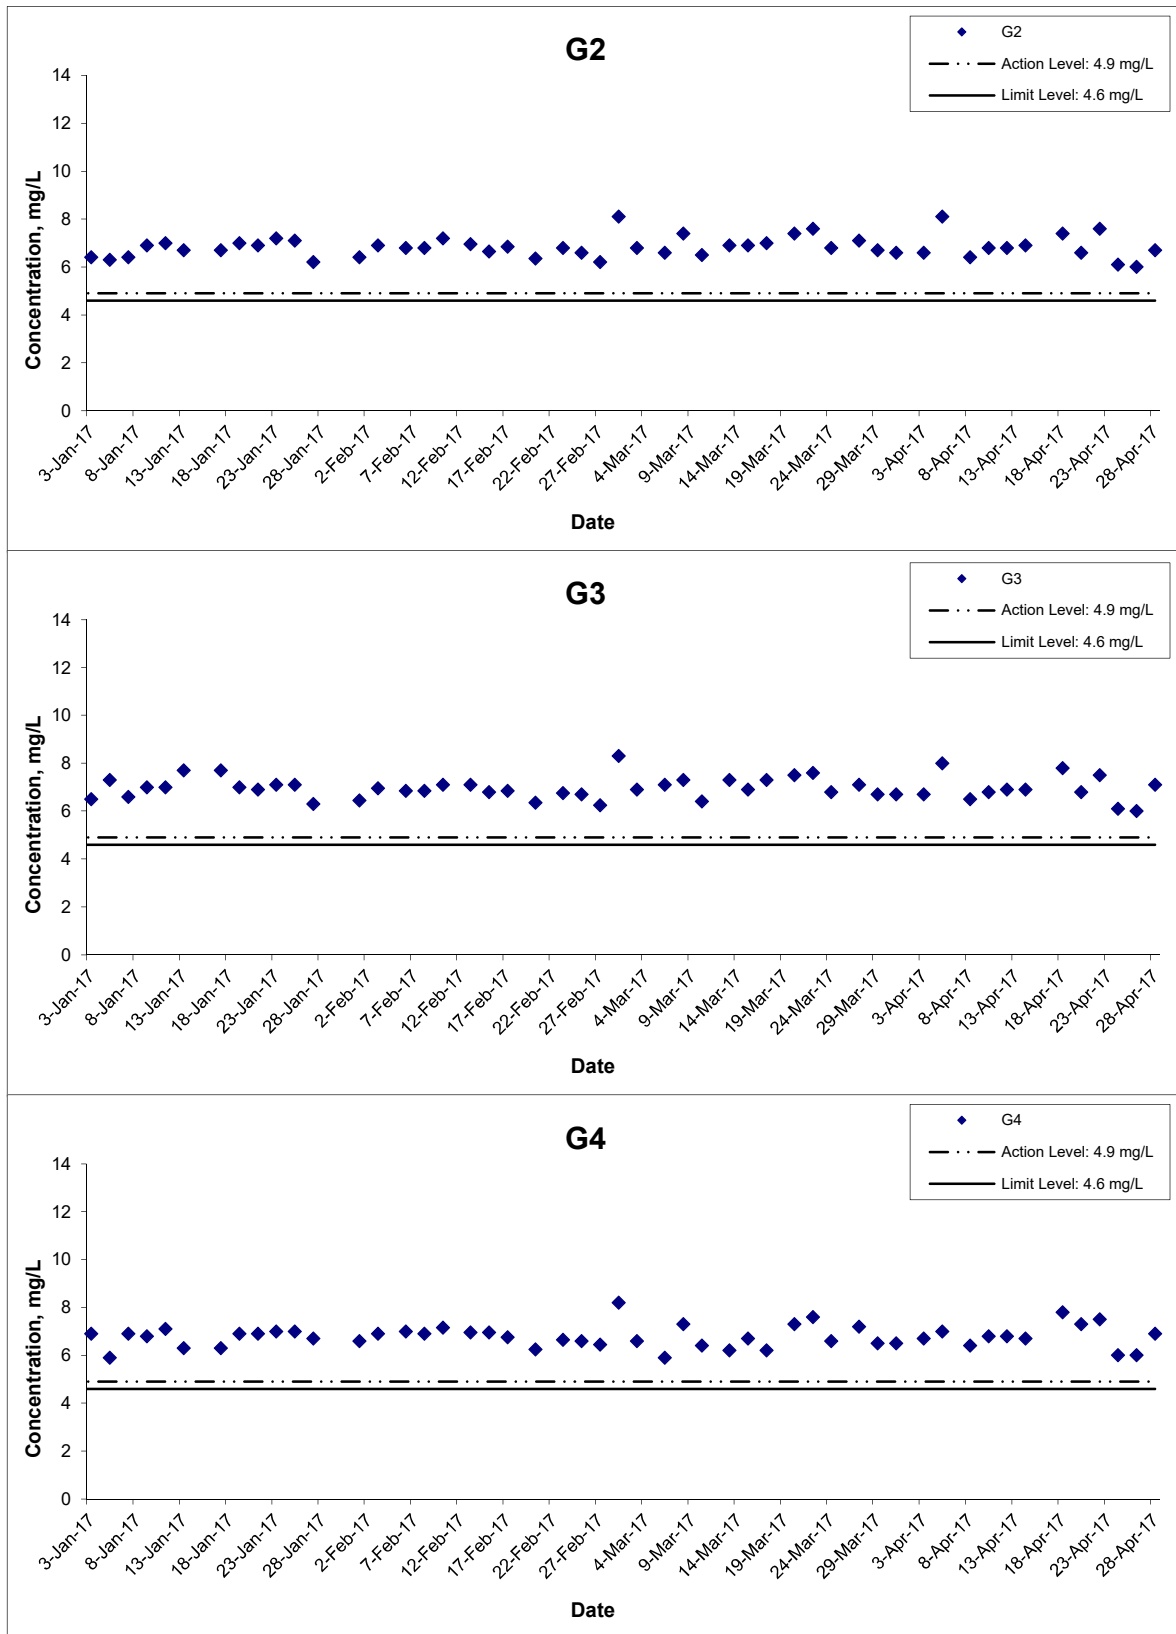 G2
G2
Action Level: 4.9 mg/L
Limit Level: 4.6 mg/L
Concentration, mg/L
14
12
10
8
6
4
2
0
3-Jan-17
8-Jan-17
13-Jan-17
18-Jan-17
23-Jan-17
28-Jan-17
2-Feb-17
7-Feb-17
12-Feb-17
17-Feb-17
22-Feb-17
27-Feb-17
4-Mar-17
9-Mar-17
14-Mar-17
19-Mar-17
24-Mar-17
29-Mar-17
3-Apr-17
8-Apr-17
13-Apr-17
18-Apr-17
23-Apr-17
28-Apr-17
Date
G3
G3
Action Level: 4.9 mg/L
Limit Level: 4.6 mg/L
Concentration, mg/L
14
12
10
8
6
4
2
0
3-Jan-17
8-Jan-17
13-Jan-17
18-Jan-17
23-Jan-17
28-Jan-17
2-Feb-17
7-Feb-17
12-Feb-17
17-Feb-17
22-Feb-17
27-Feb-17
4-Mar-17
9-Mar-17
14-Mar-17
19-Mar-17
24-Mar-17
29-Mar-17
3-Apr-17
8-Apr-17
13-Apr-17
18-Apr-17
23-Apr-17
28-Apr-17
Date
G4
G4
Action Level: 4.9 mg/L
Limit Level: 4.6 mg/L
Concentration, mg/L
14
12
10
8
6
4
2
0
3-Jan-17
8-Jan-17
13-Jan-17
18-Jan-17
23-Jan-17
28-Jan-17
2-Feb-17
7-Feb-17
12-Feb-17
17-Feb-17
22-Feb-17
27-Feb-17
4-Mar-17
9-Mar-17
14-Mar-17
19-Mar-17
24-Mar-17
29-Mar-17
3-Apr-17
8-Apr-17
13-Apr-17
18-Apr-17
23-Apr-17
28-Apr-17
Date